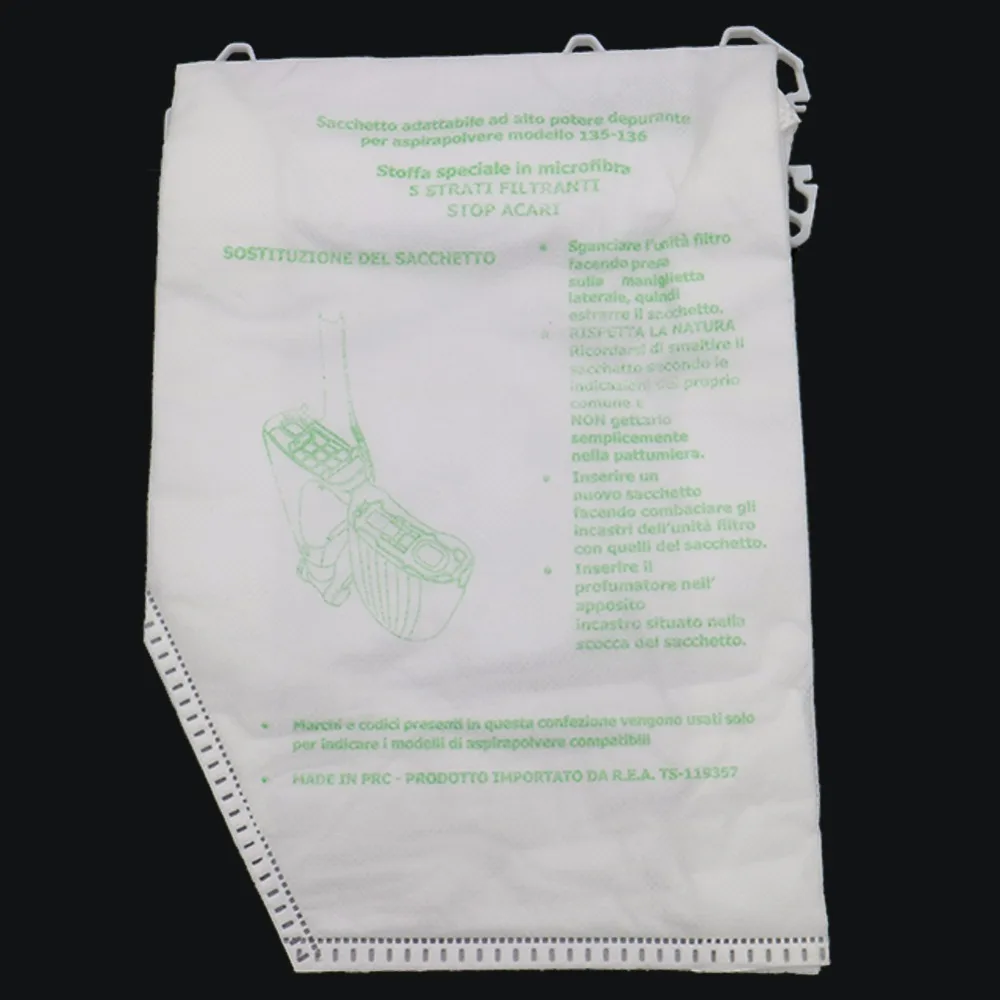 Sacchetto adattabile ad alto potere depurante
per aspirapolvere modello 135-136
Stoffa speciale in microfibra
5 STRATI FILTRANTI
STOP ACARI
SOSTITUZIONE DEL SACCHETTO
• Sganciare l'unità filtro
facendo presa
sulla maniglietta
laterale, quindi
estrarre il sacchetto.
• RISPETTA LA NATURA
Ricordarsi di smaltire il
sacchetto secondo le
indicazioni del proprio
comune e
NON gettarlo
semplicemente
nella pattumiera.
• Inserire un
nuovo sacchetto
facendo combaciare gli
incastri dell'unità filtro
con quelli del sacchetto.
• Inserire il
profumatore nell'
apposito
incastro situato nella
scocca del sacchetto.
• Marchi e codici presenti in questa confezione vengono usati solo
per indicare i modelli di aspirapolvere compatibili
• MADE IN PRC - PRODOTTO IMPORTATO DA R.E.A. TS-119357